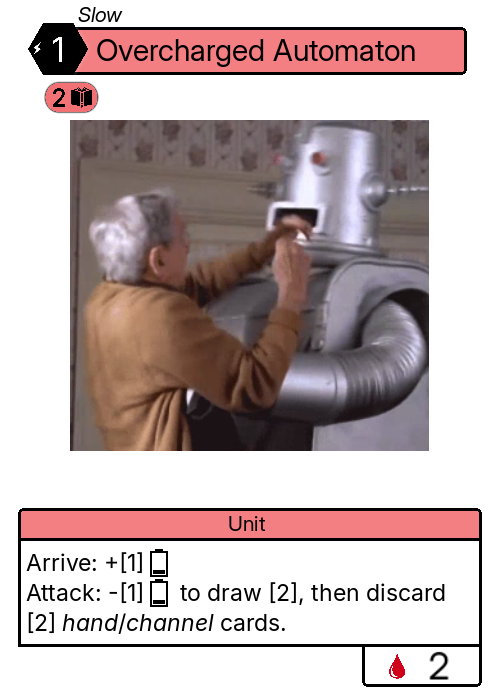 Slow
1 Overcharged Automaton
2
Unit
Arrive: +[1]
Attack: -[1] to draw [2], then discard
[2] hand/channel cards.
2